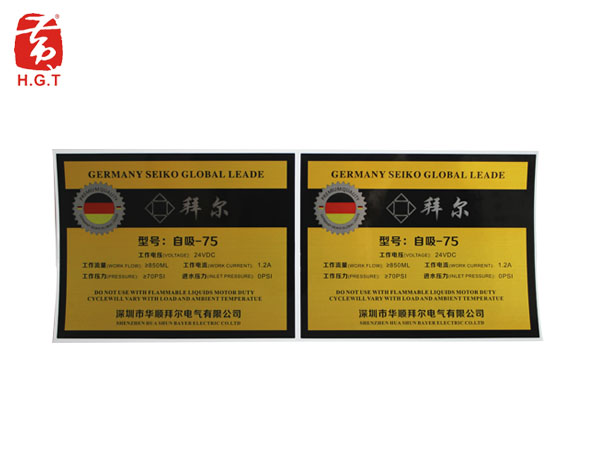 H.G.T
GERMANY SEIKO GLOBAL LEADE
拜尔
型号：自吸-75
工作电压(VOLTAGE): 24VDC
工作流量(WORK FLOW): ≥850ML 工作电流(WORK CURRENT): 1.2A
工作压力(PRESSURE): ≥70PSI 进水压力(INLET PRESSURE): 0PSI
DO NOT USE WITH FLAMMABLE LIQUIDS MOTOR DUTY
CYCLEWILL VARY WITH LOAD AND AMBIENT TEMPERATUE
深圳市华顺拜尔电气有限公司
SHENZHEN HUA SHUN BAYER ELECTRIC CO.LTD
GERMANY SEIKO GLOBAL LEADE
拜尔
型号：自吸-75
工作电压(VOLTAGE): 24VDC
工作流量(WORK FLOW): ≥850ML 工作电流(WORK CURRENT): 1.2A
工作压力(PRESSURE): ≥70PSI 进水压力(INLET PRESSURE): 0PSI
DO NOT USE WITH FLAMMABLE LIQUIDS MOTOR DUTY
CYCLEWILL VARY WITH LOAD AND AMBIENT TEMPERATUE
深圳市华顺拜尔电气有限公司
SHENZHEN HUA SHUN BAYER ELECTRIC CO.LTD